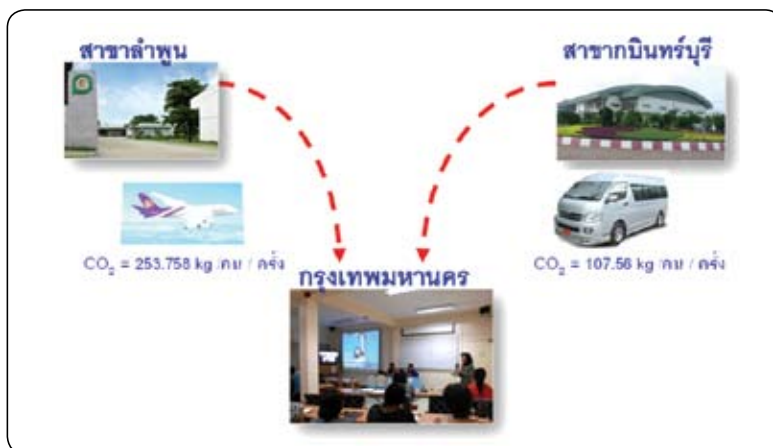 สาขาลำพูน
สาขากบินทร์บุรี
CO₂ = 253.758 kg /คน / ครั้ง
CO₂ = 107.56 kg /คน / ครั้ง
กรุงเทพมหานคร